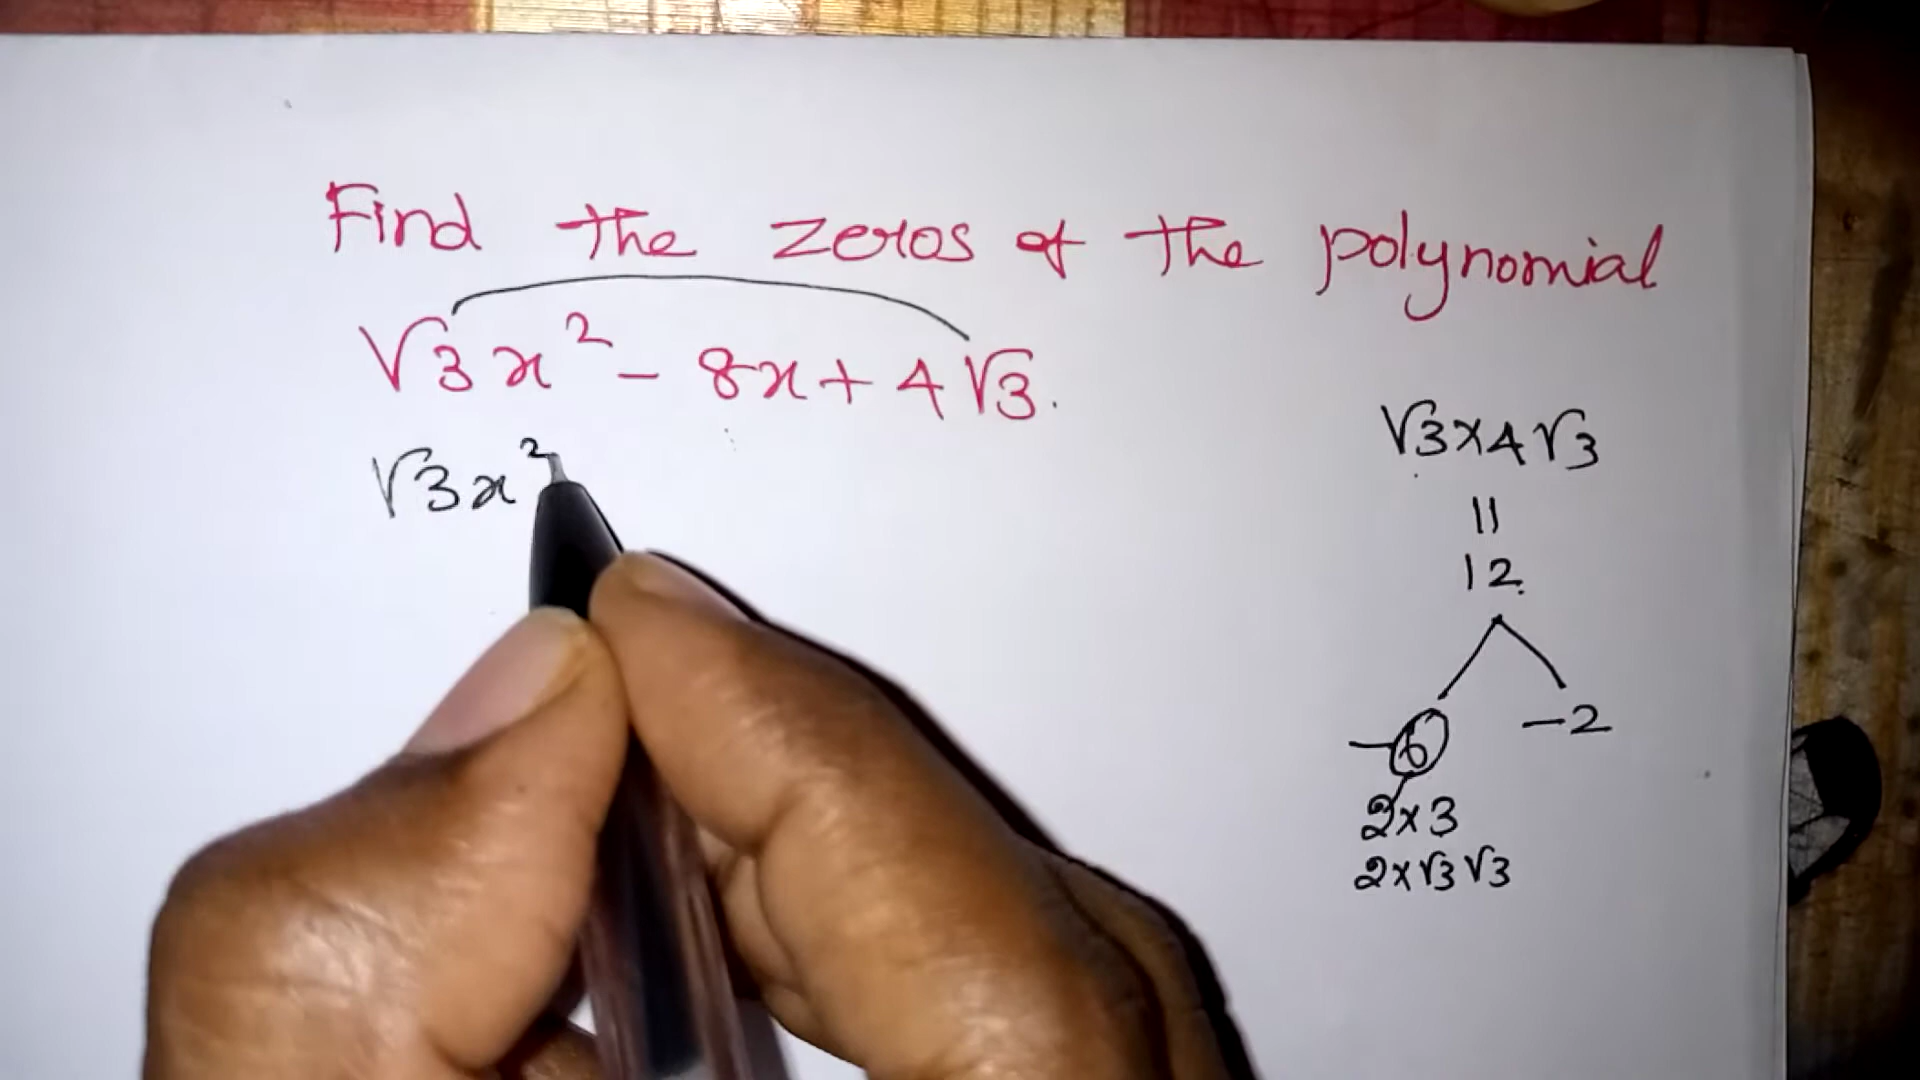 Find the zeros of the polynomial
√3x² - 8x + 4√3.
√3x²
√3×4√3
11
12.
-6 -2
2×3
2×√3√3